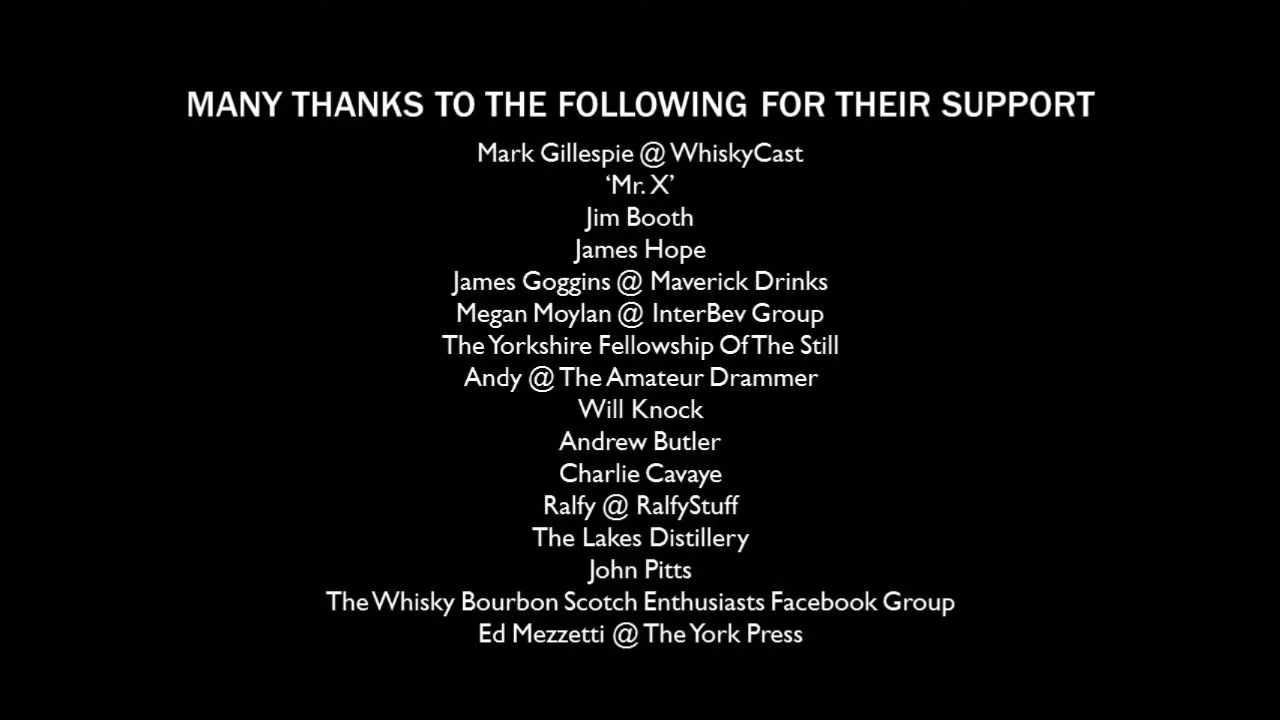 MANY THANKS TO THE FOLLOWING FOR THEIR SUPPORT
Mark Gillespie @ WhiskyCast
‘Mr. X’
Jim Booth
James Hope
James Goggins @ Maverick Drinks
Megan Moylan @ InterBev Group
The Yorkshire Fellowship Of The Still
Andy @ The Amateur Drammer
Will Knock
Andrew Butler
Charlie Cavaye
Ralfy @ RalfyStuff
The Lakes Distillery
John Pitts
The Whisky Bourbon Scotch Enthusiasts Facebook Group
Ed Mezzetti @ The York Press